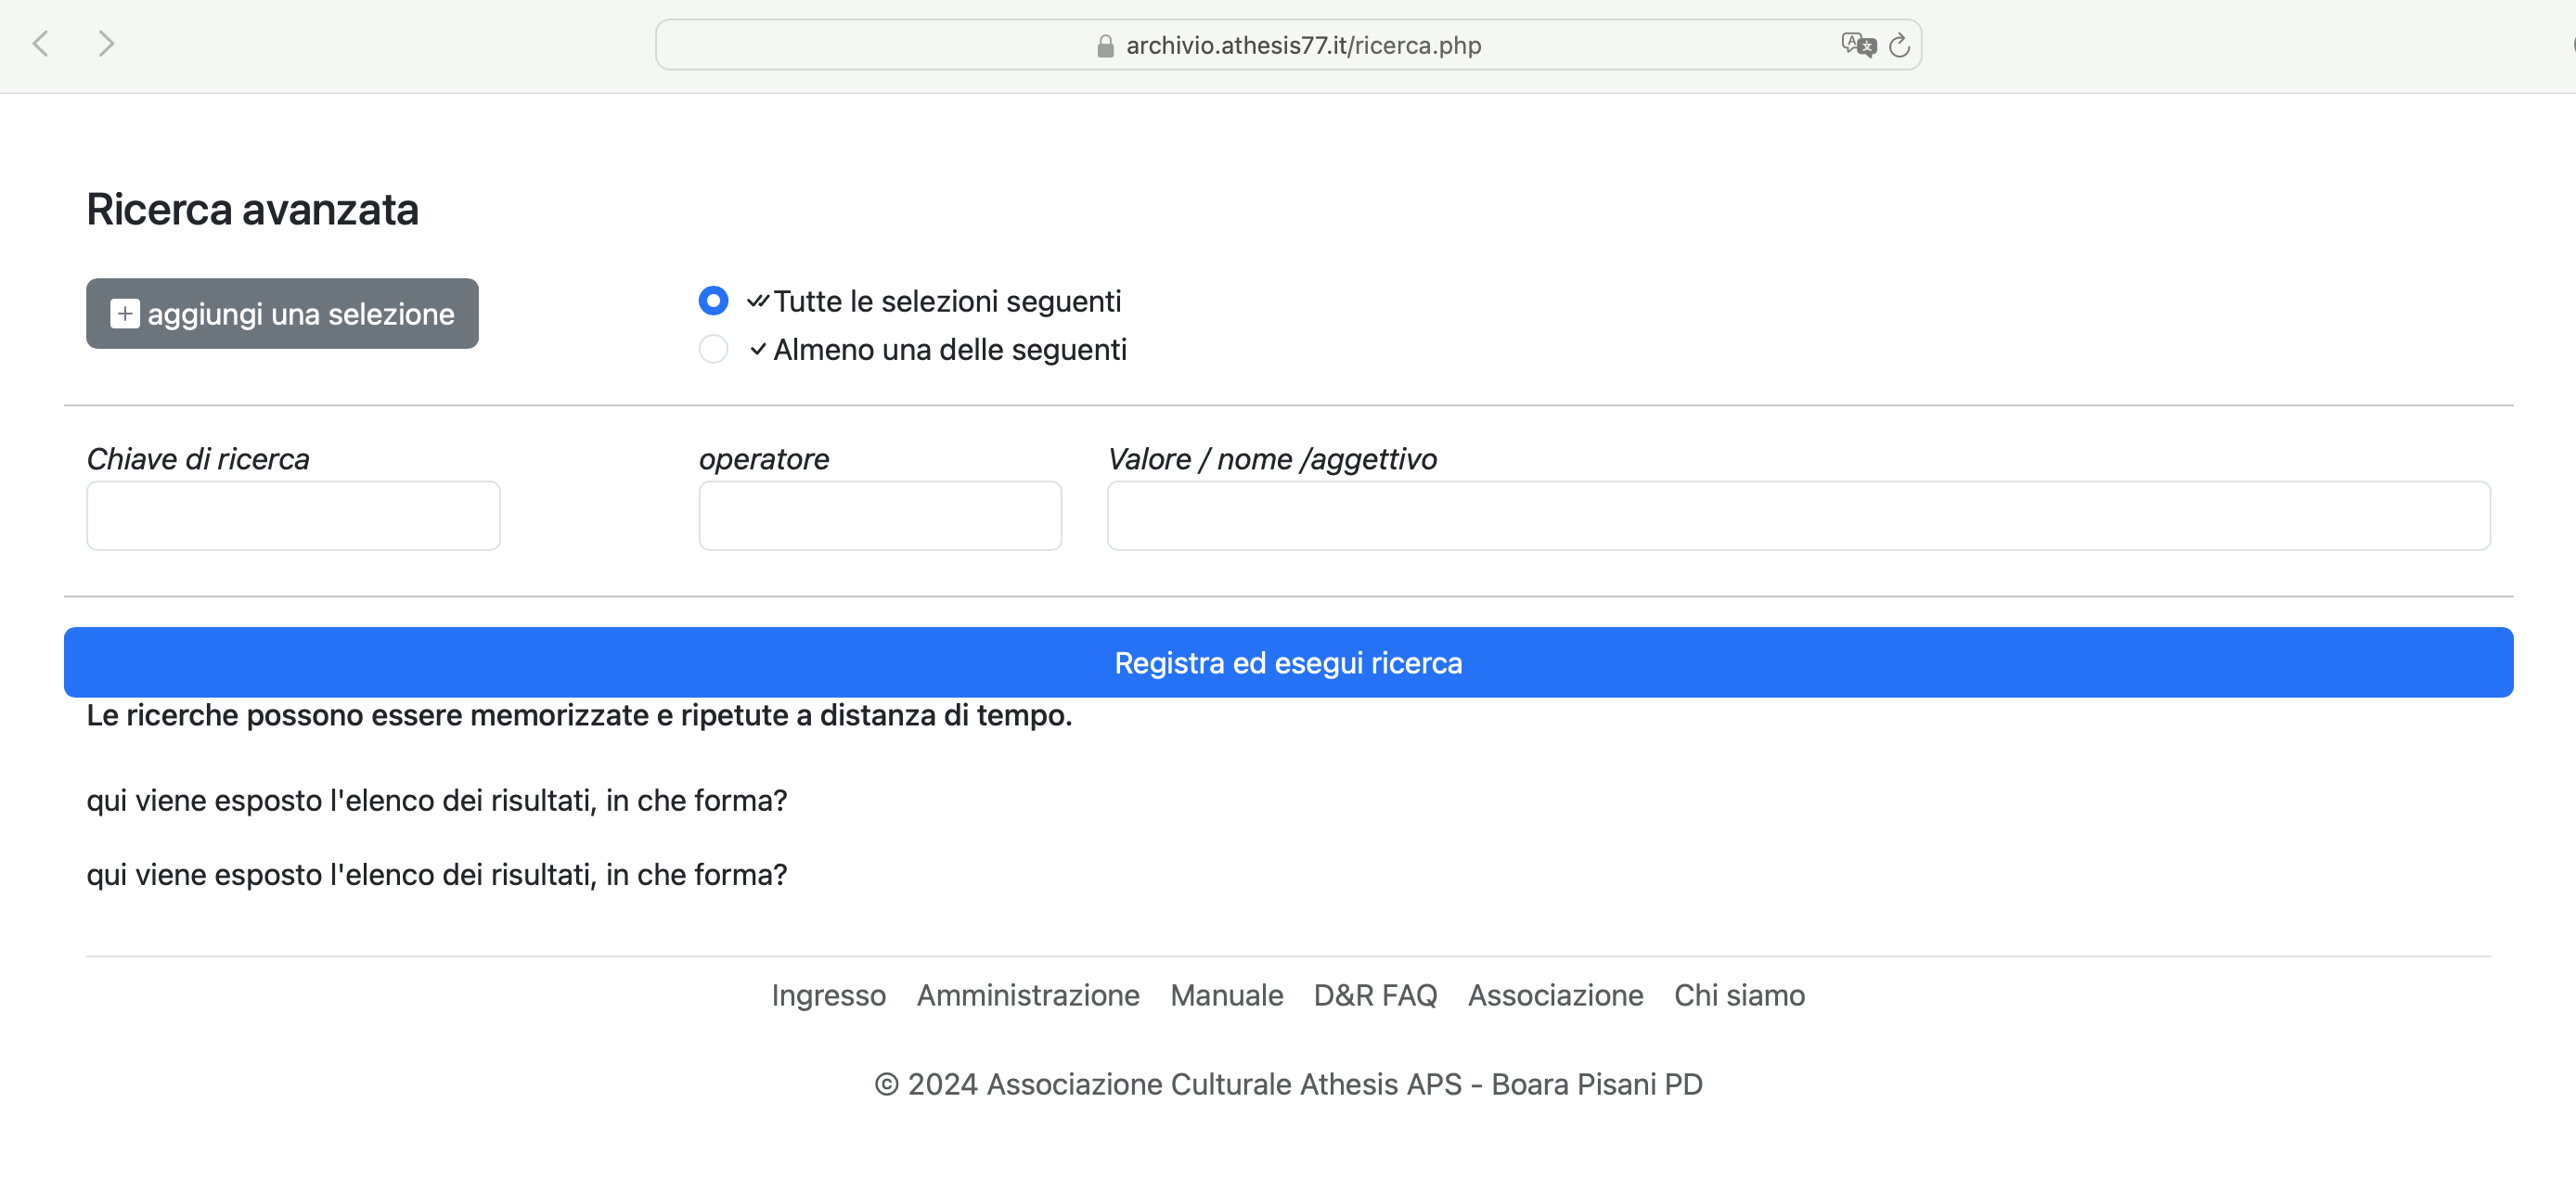 archivio.athesis77.it/ricerca.php
Ricerca avanzata
aggiungi una selezione
Tutte le selezioni seguenti
Almeno una delle seguenti
Chiave di ricerca operatore Valore / nome /aggettivo
Registra ed esegui ricerca
Le ricerche possono essere memorizzate e ripetute a distanza di tempo.
qui viene esposto l'elenco dei risultati, in che forma?
qui viene esposto l'elenco dei risultati, in che forma?
Ingresso Amministrazione Manuale D&R FAQ Associazione Chi siamo
© 2024 Associazione Culturale Athesis APS - Boara Pisani PD